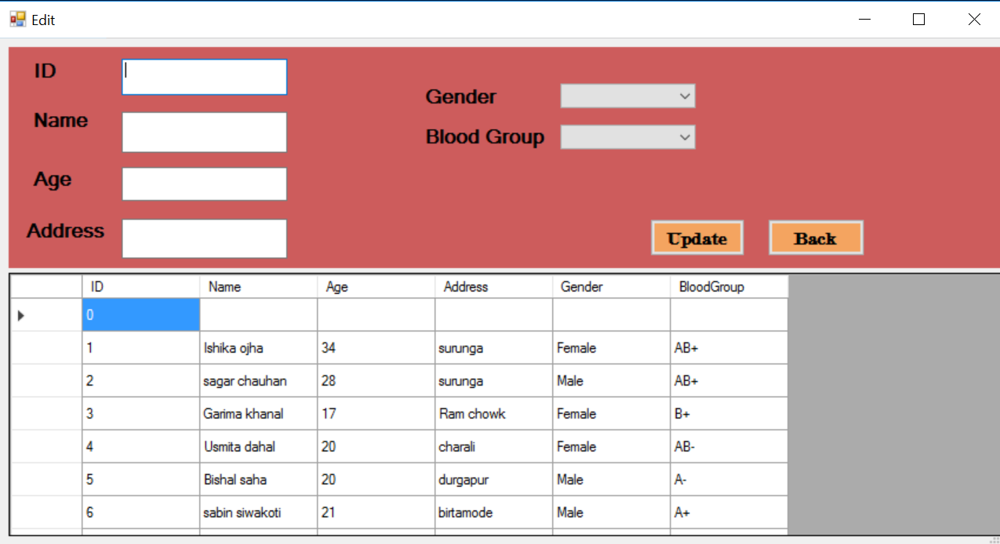 Edit
ID
Name
Age
Address
Gender
Blood Group
Update Back
ID Name Age Address Gender BloodGroup
0
1 Ishika ojha 34 surunga Female AB+
2 sagar chauhan 28 surunga Male AB+
3 Garima khanal 17 Ram chowk Female B+
4 Usmita dahal 20 charali Female AB-
5 Bishal saha 20 durgapur Male A-
6 sabin siwakoti 21 birtamode Male A+